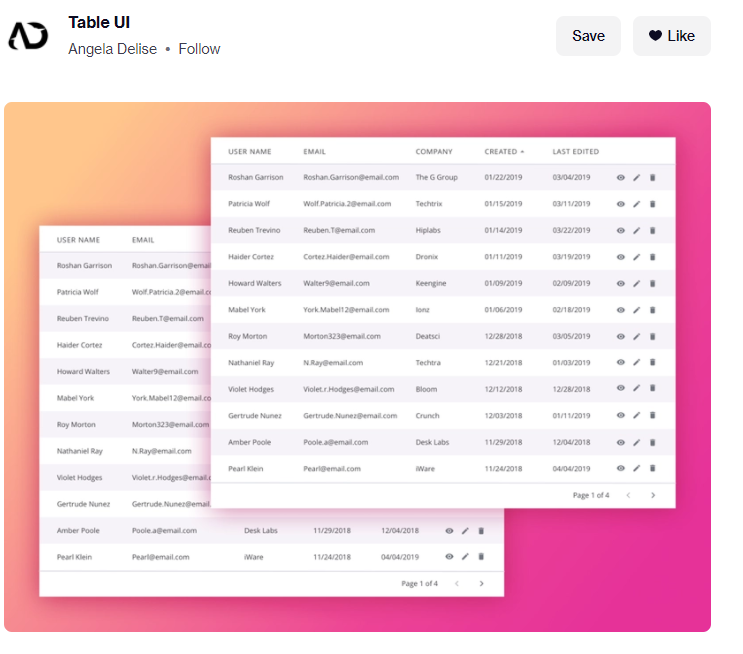 Table UI
Angela Delise • Follow
Save
Like
USER NAME EMAIL COMPANY CREATED LAST EDITED
Roshan Garrison Roshan.Garrison@email.com The G Group 01/22/2019 03/04/2019
Patricia Wolf Wolf.Patricia.2@email.com Techtrix 01/15/2019 03/11/2019
Reuben Trevino Reuben.T@email.com Hiplabs 01/14/2019 03/22/2019
Haider Cortez Cortez.Haider@email.com Dronix 01/11/2019 03/19/2019
Howard Walters Walter9@email.com Keengine 01/09/2019 02/09/2019
Mabel York York.Mabel12@email.com Ionz 01/06/2019 02/18/2019
Roy Morton Morton323@email.com Deatsci 12/28/2018 03/05/2019
Nathaniel Ray N.Ray@email.com Techtra 12/21/2018 01/03/2019
Violet Hodges Violet.r.Hodges@email.com Bloom 12/12/2018 12/28/2018
Gertrude Nunez Gertrude.Nunez@email.com Crunch 12/03/2018 01/11/2019
Amber Poole Poole.a@email.com Desk Labs 11/29/2018 12/04/2018
Pearl Klein Pearl@email.com iWare 11/24/2018 04/04/2019
Page 1 of 4 < >
USER NAME EMAIL
Roshan Garrison Roshan.Garrison@email
Patricia Wolf Wolf.Patricia.2@email.c
Reuben Trevino Reuben.T@email.com
Haider Cortez Cortez.Haider@email.co
Howard Walters Walter9@email.com
Mabel York York.Mabel12@email.co
Roy Morton Morton323@email.com
Nathaniel Ray N.Ray@email.com
Violet Hodges Violet.r.Hodges@email.
Gertrude Nunez Gertrude.Nunez@email
Amber Poole Poole.a@email.com Desk Labs 11/29/2018 12/04/2018
Pearl Klein Pearl@email.com iWare 11/24/2018 04/04/2019
Page 1 of 4 < >